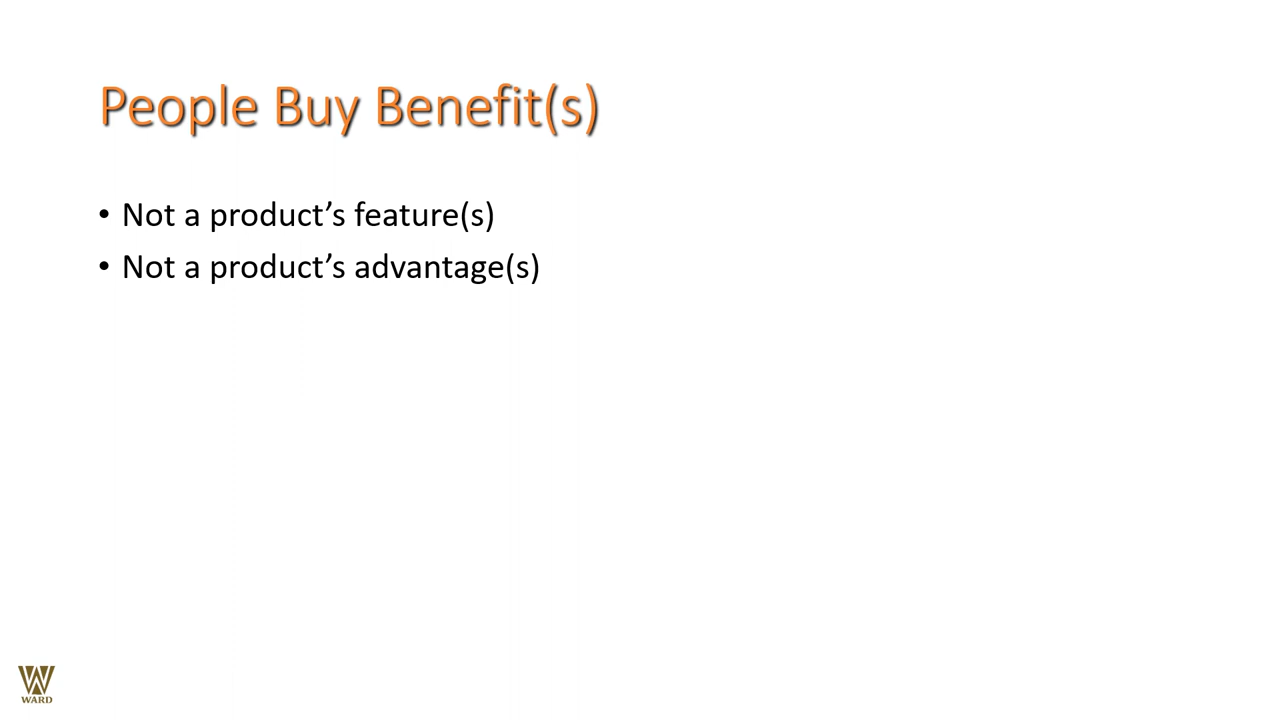 People Buy Benefit(s)
• Not a product’s feature(s)
• Not a product’s advantage(s)
WARD